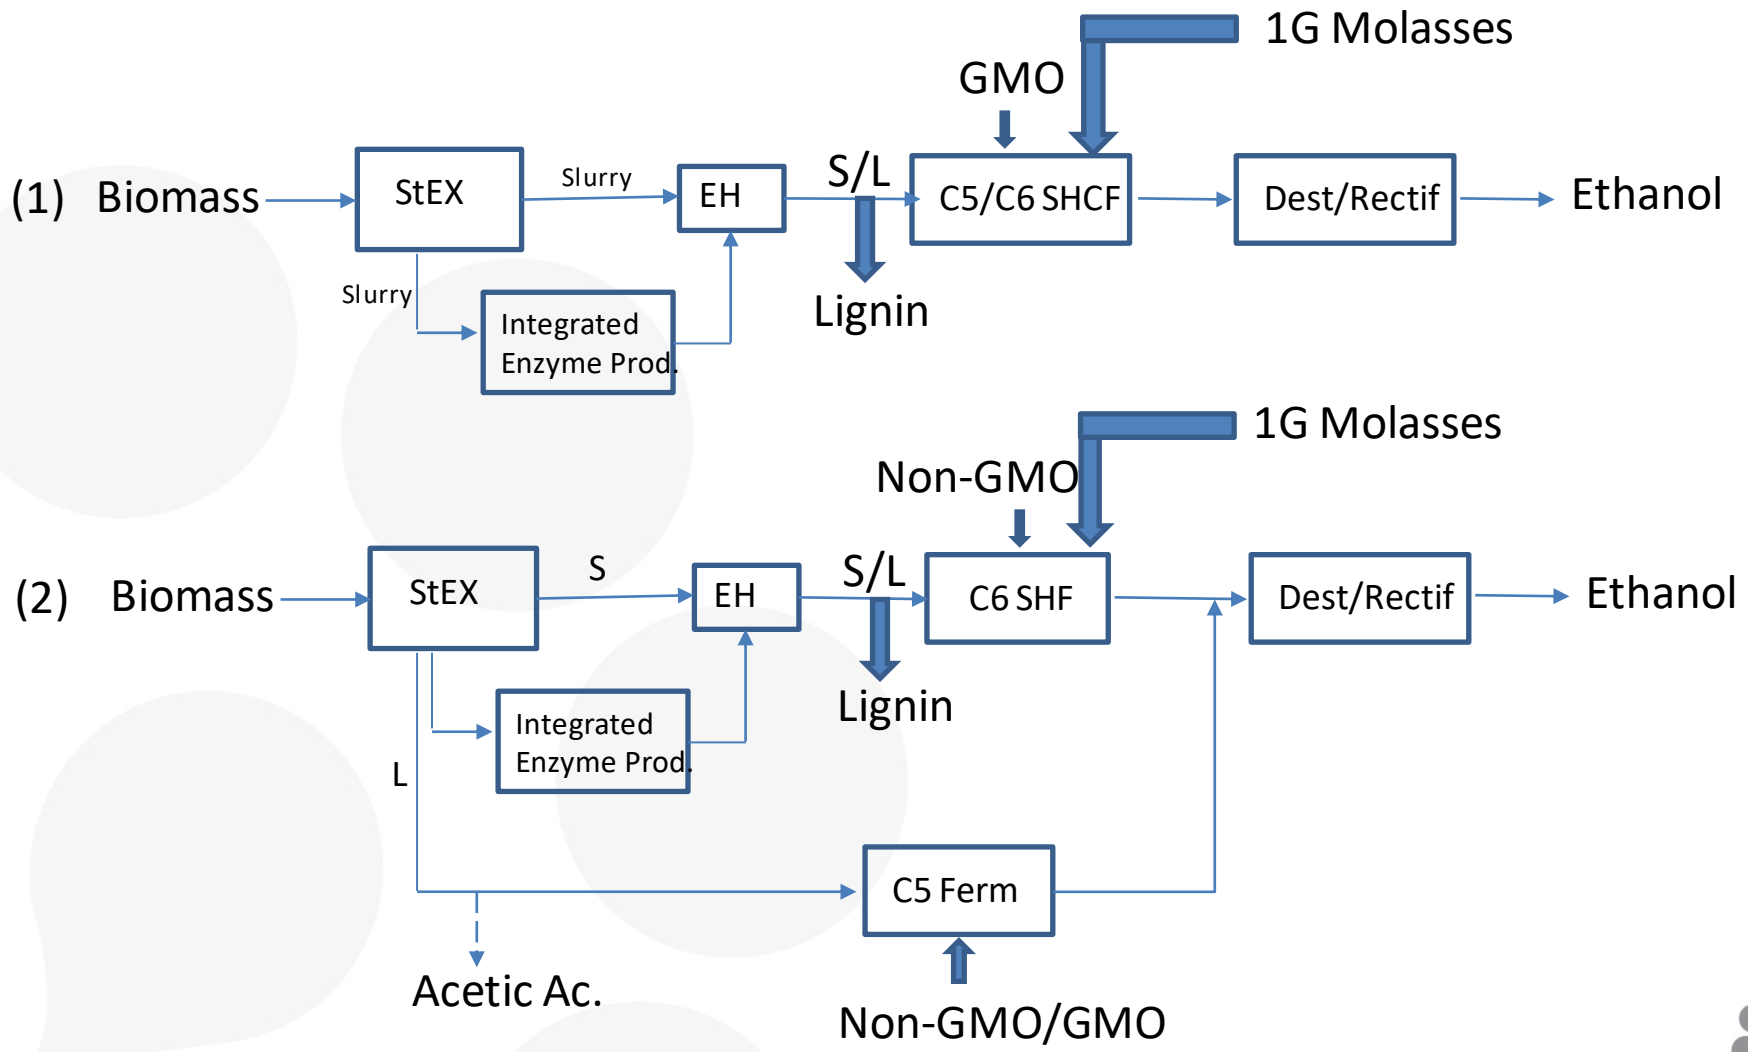 1G Molasses
GMO
(1) Biomass
StEX
Slurry
EH
S/L
C5/C6 SHCF
Dest/Rectif
Ethanol
Slurry
Integrated
Enzyme Prod.
Lignin
1G Molasses
Non-GMO
(2) Biomass
StEX
S
EH
S/L
C6 SHF
Dest/Rectif
Ethanol
Integrated
Enzyme Prod.
Lignin
L
C5 Ferm
Acetic Ac.
Non-GMO/GMO